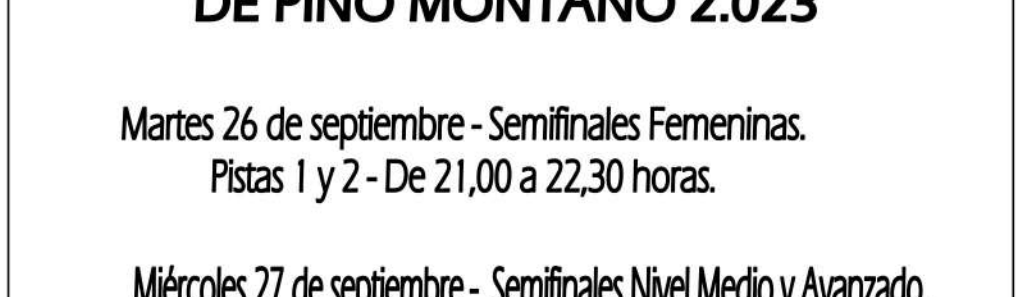 DE PINO MONTANO 2.023
Martes 26 de septiembre - Semifinales Femeninas.
Pistas 1 y 2 - De 21,00 a 22,30 horas.
Miércoles 27 de septiembre - Semifinales Nivel Medio y Avanzado